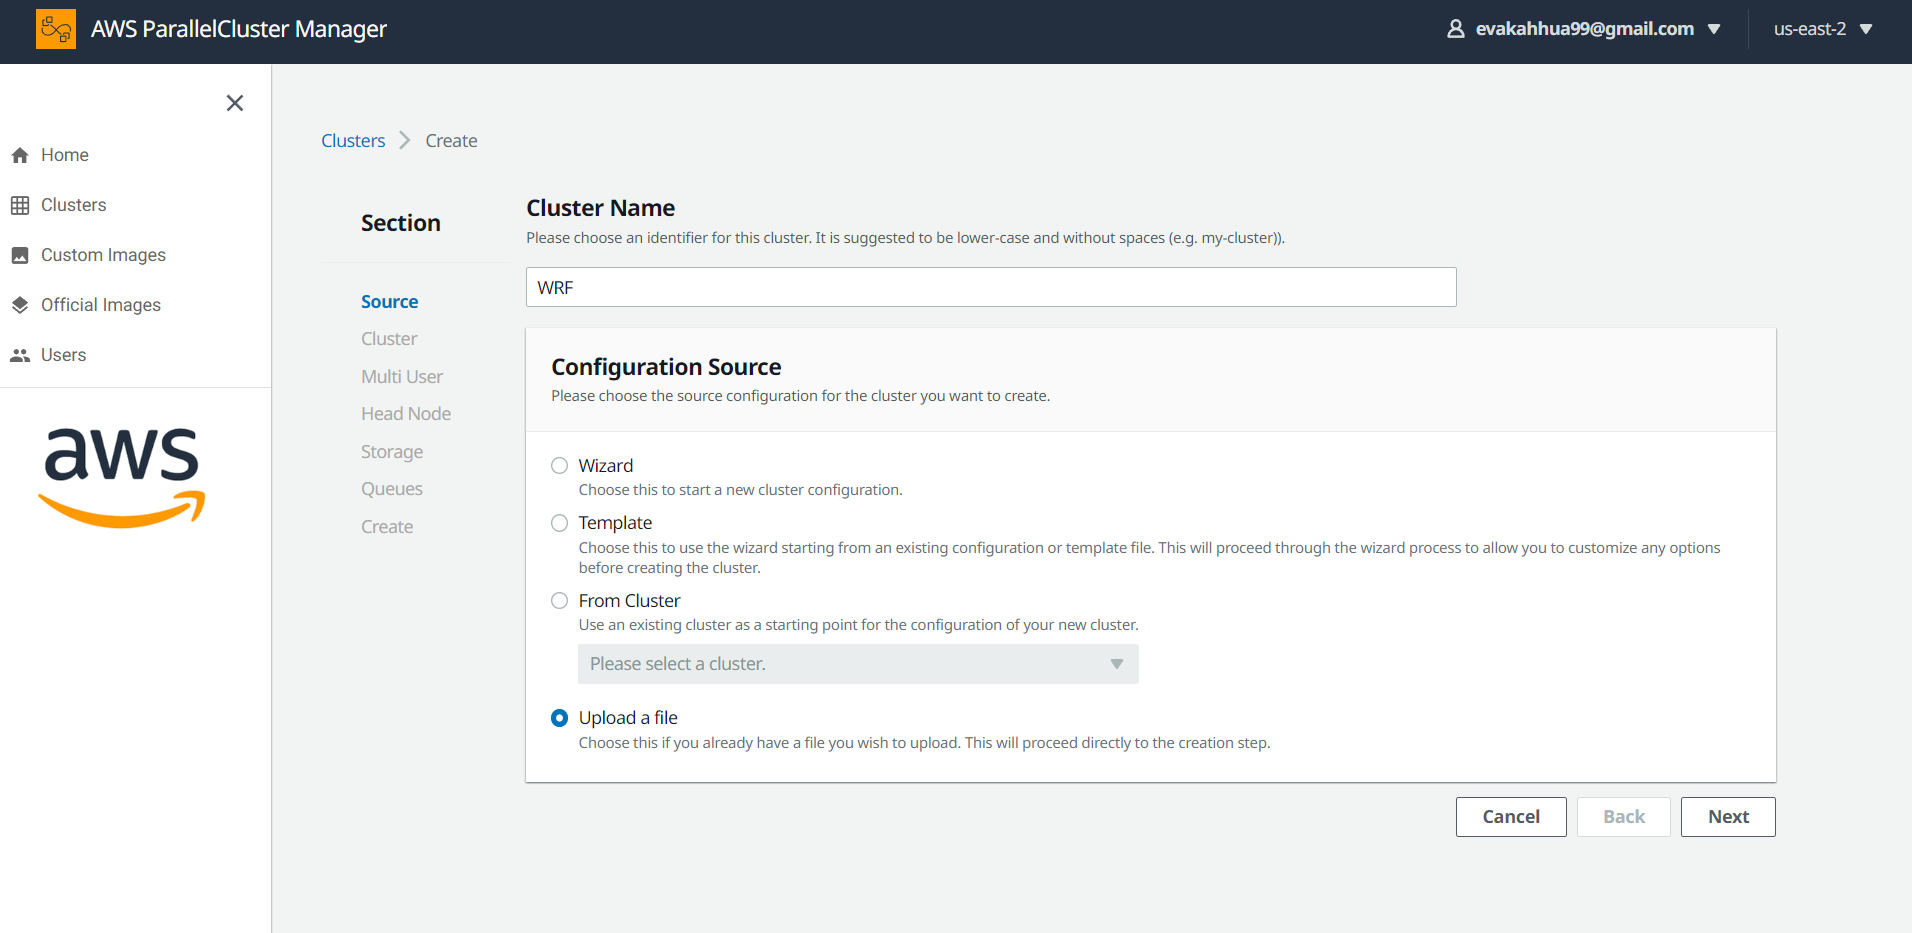 AWS ParallelCluster Manager
evakahhua99@gmail.com
us-east-2
Home
Clusters
Custom Images
Official Images
Users
aws
Clusters > Create
Section
Source
Cluster
Multi User
Head Node
Storage
Queues
Create
Cluster Name
Please choose an identifier for this cluster. It is suggested to be lower-case and without spaces (e.g. my-cluster)).
WRF
Configuration Source
Please choose the source configuration for the cluster you want to create.
Wizard
Choose this to start a new cluster configuration.
Template
Choose this to use the wizard starting from an existing configuration or template file. This will proceed through the wizard process to allow you to customize any options
before creating the cluster.
From Cluster
Use an existing cluster as a starting point for the configuration of your new cluster.
Please select a cluster.
Upload a file
Choose this if you already have a file you wish to upload. This will proceed directly to the creation step.
Cancel
Back
Next